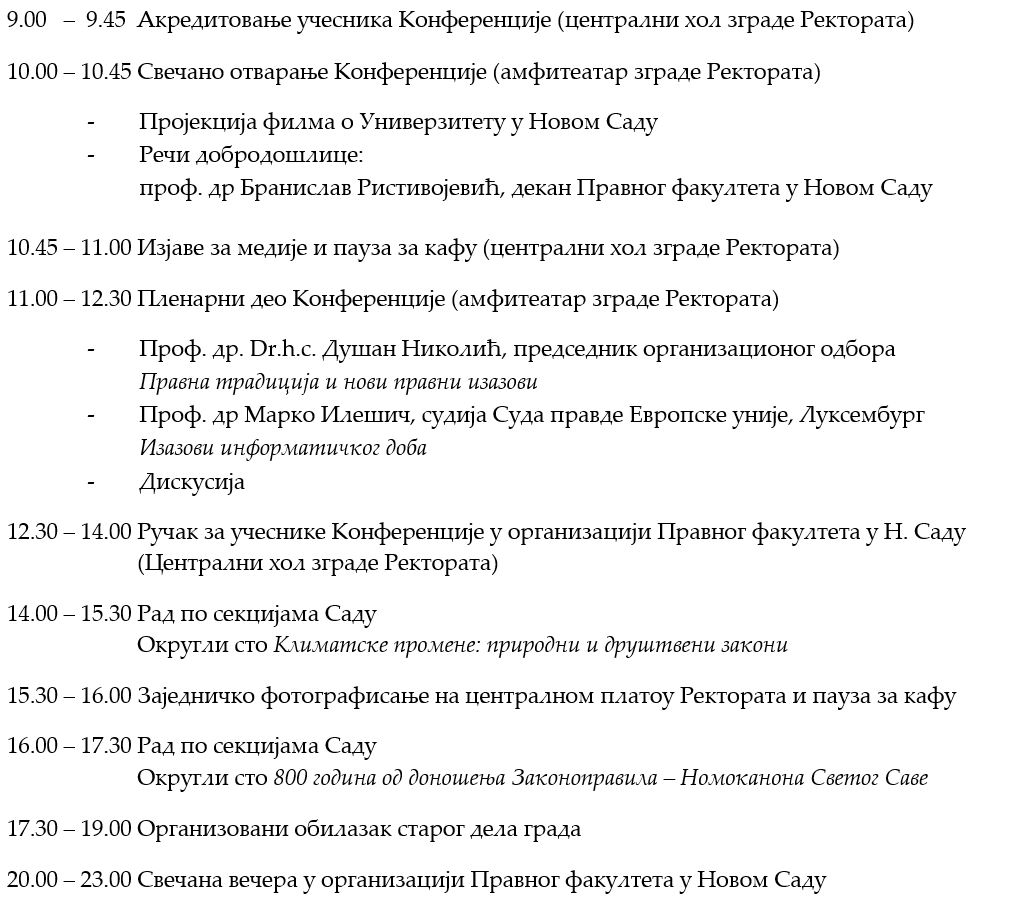 9.00 – 9.45 Акредитовање учесника Конференције (централни хол зграде Ректората)
10.00 – 10.45 Свечано отварање Конференције (амфитеатар зграде Ректората)
- Пројекција филма о Универзитету у Новом Саду
- Речи добродошлице:
проф. др Бранислав Ристивојевић, декан Правног факултета у Новом Саду
10.45 – 11.00 Изјаве за медије и пауза за кафу (централни хол зграде Ректората)
11.00 – 12.30 Пленарни део Конференције (амфитеатар зграде Ректората)
- Проф. др. Dr.h.c. Душан Николић, председник организационог одбора
Правна традиција и нови правни изазови
- Проф. др Марко Илешич, судија Суда правде Европске уније, Луксембург
Изазови информатичког доба
- Дискусија
12.30 – 14.00 Ручак за учеснике Конференције у организацији Правног факултета у Н. Саду
(Централни хол зграде Ректората)
14.00 – 15.30 Рад по секцијама Саду
Округли сто Климатске промене: природни и друштвени закони
15.30 – 16.00 Заједничко фотографисање на централном платоу Ректората и пауза за кафу
16.00 – 17.30 Рад по секцијама Саду
Округли сто 800 година од доношења Законоправила – Номоканона Светог Саве
17.30 – 19.00 Организовани обилазак старог дела града
20.00 – 23.00 Свечана вечера у организацији Правног факултета у Новом Саду